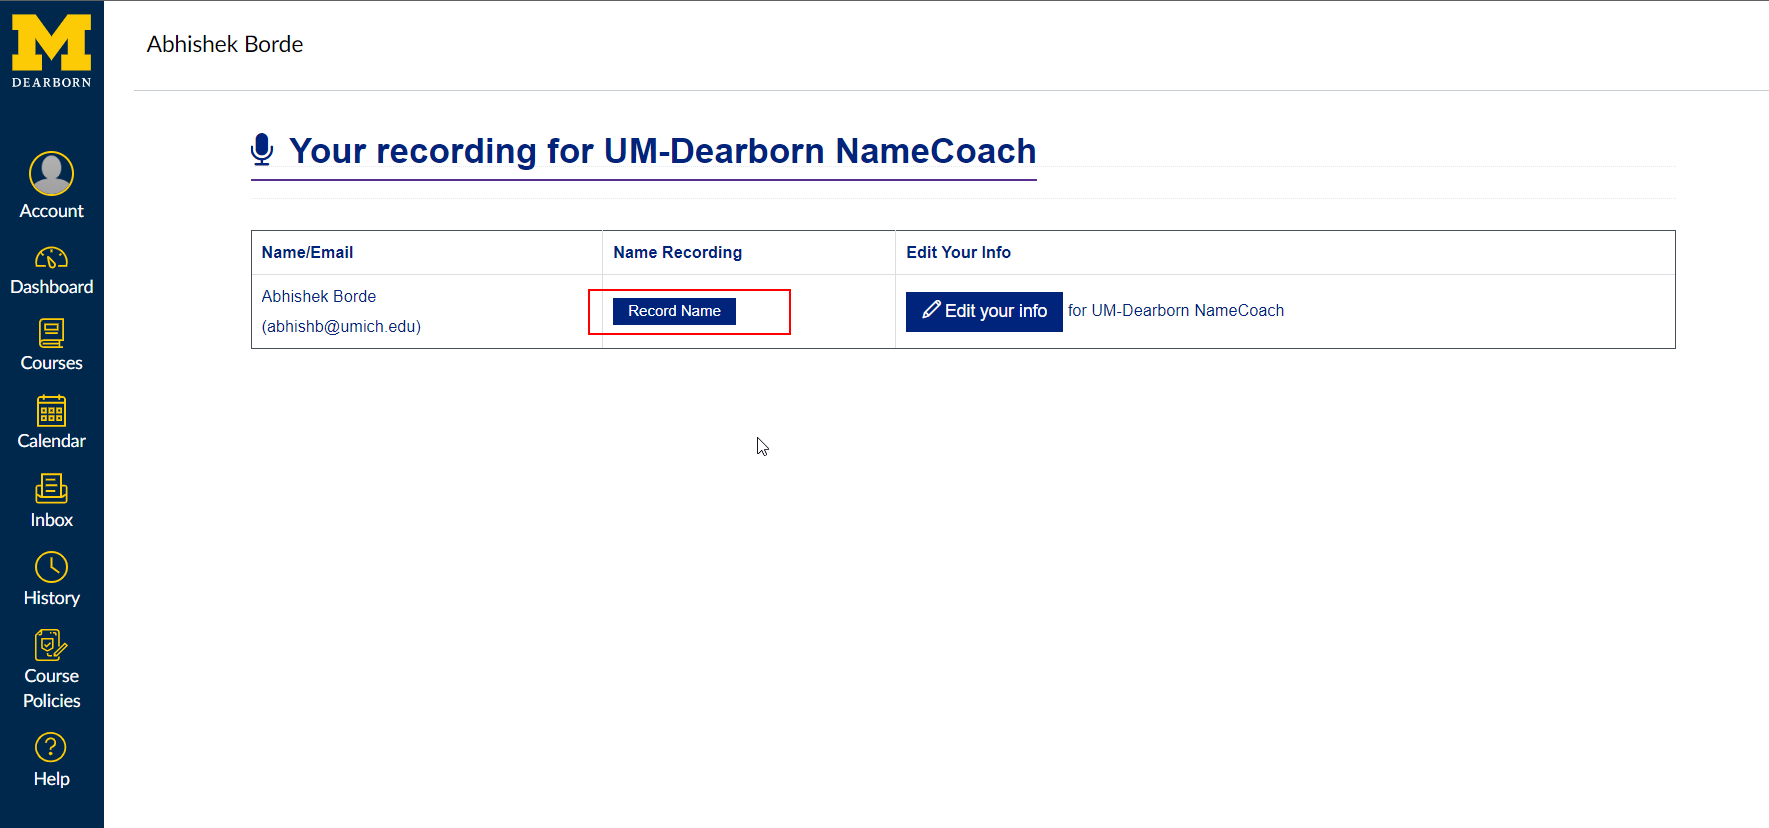 M
DEARBORN
Account
Dashboard
Courses
Calendar
Inbox
History
Course
Policies
Help
Abhishek Borde
Your recording for UM-Dearborn NameCoach
Name/Email
Name Recording
Edit Your Info
Abhishek Borde
(abhishb@umich.edu)
Record Name
Edit your info for UM-Dearborn NameCoach